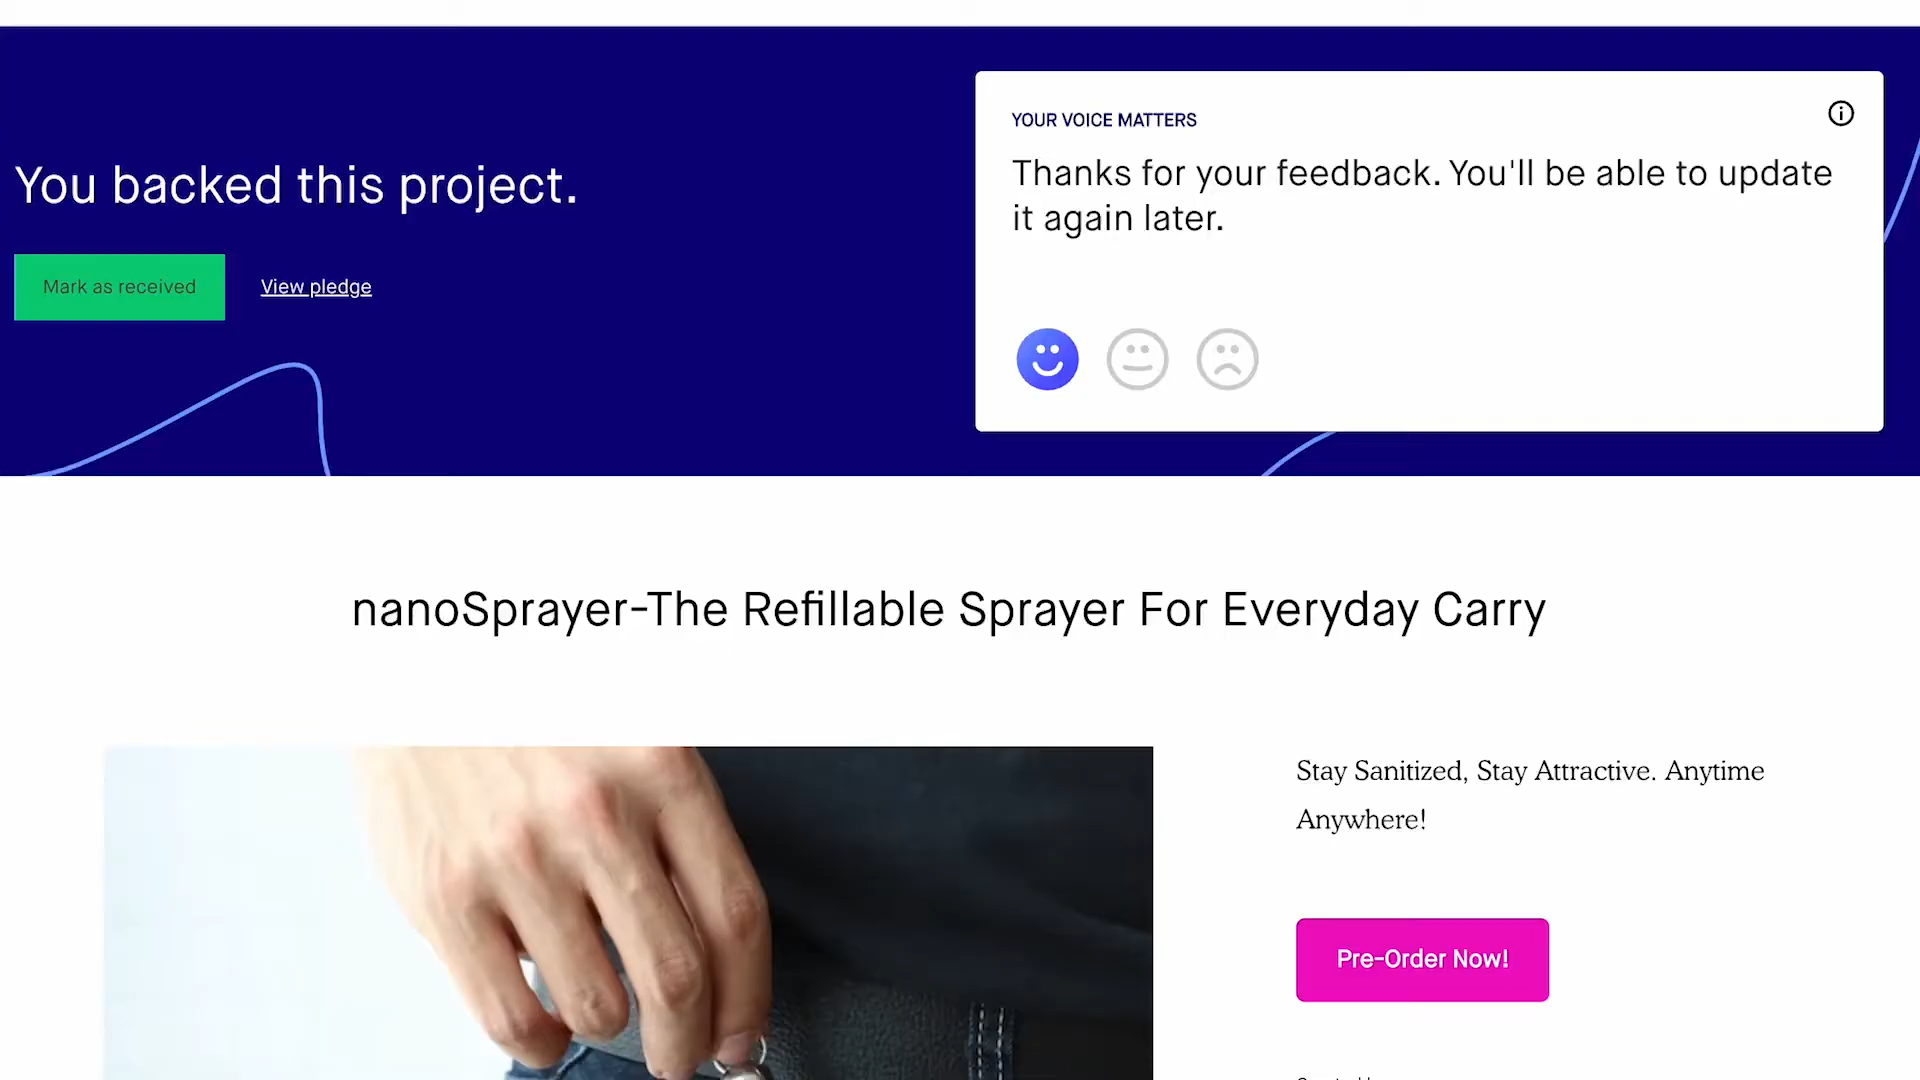 You backed this project.
Mark as received
View pledge
YOUR VOICE MATTERS
Thanks for your feedback. You'll be able to update
it again later.
nanoSprayer-The Refillable Sprayer For Everyday Carry
Stay Sanitized, Stay Attractive. Anytime
Anywhere!
Pre-Order Now!